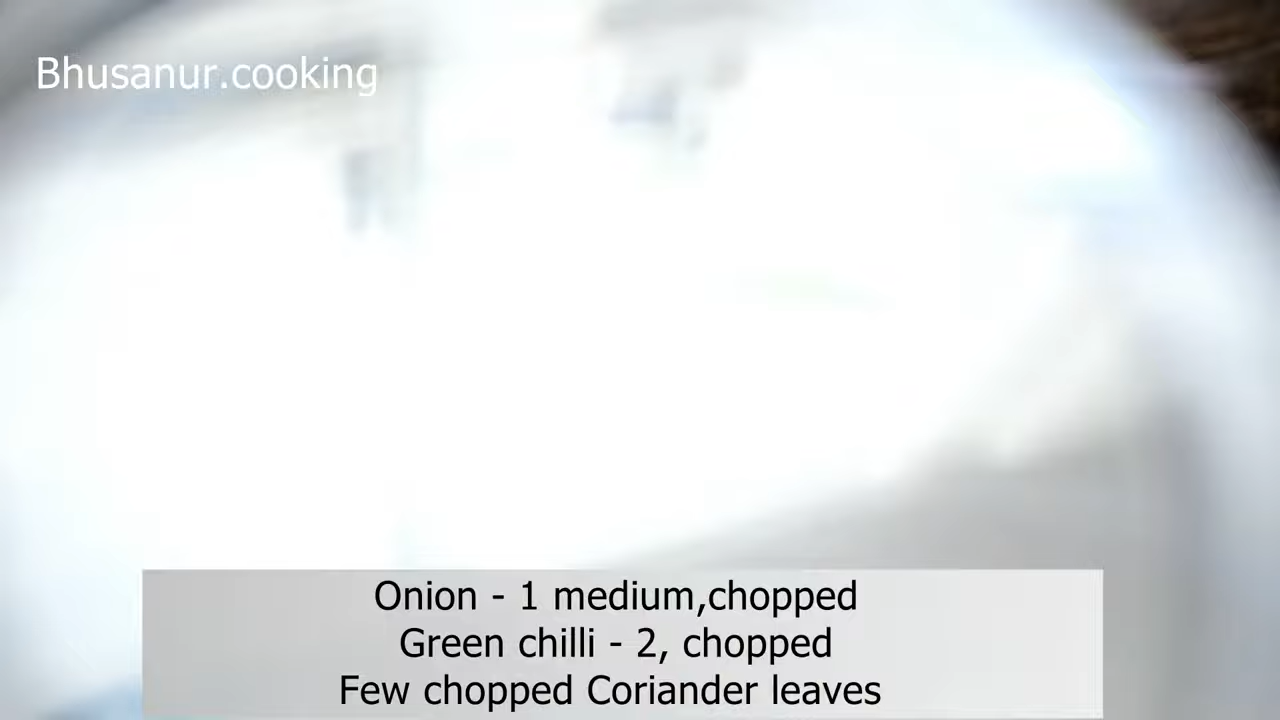 Bhusanur.cooking
Onion - 1 medium,chopped
Green chilli - 2, chopped
Few chopped Coriander leaves